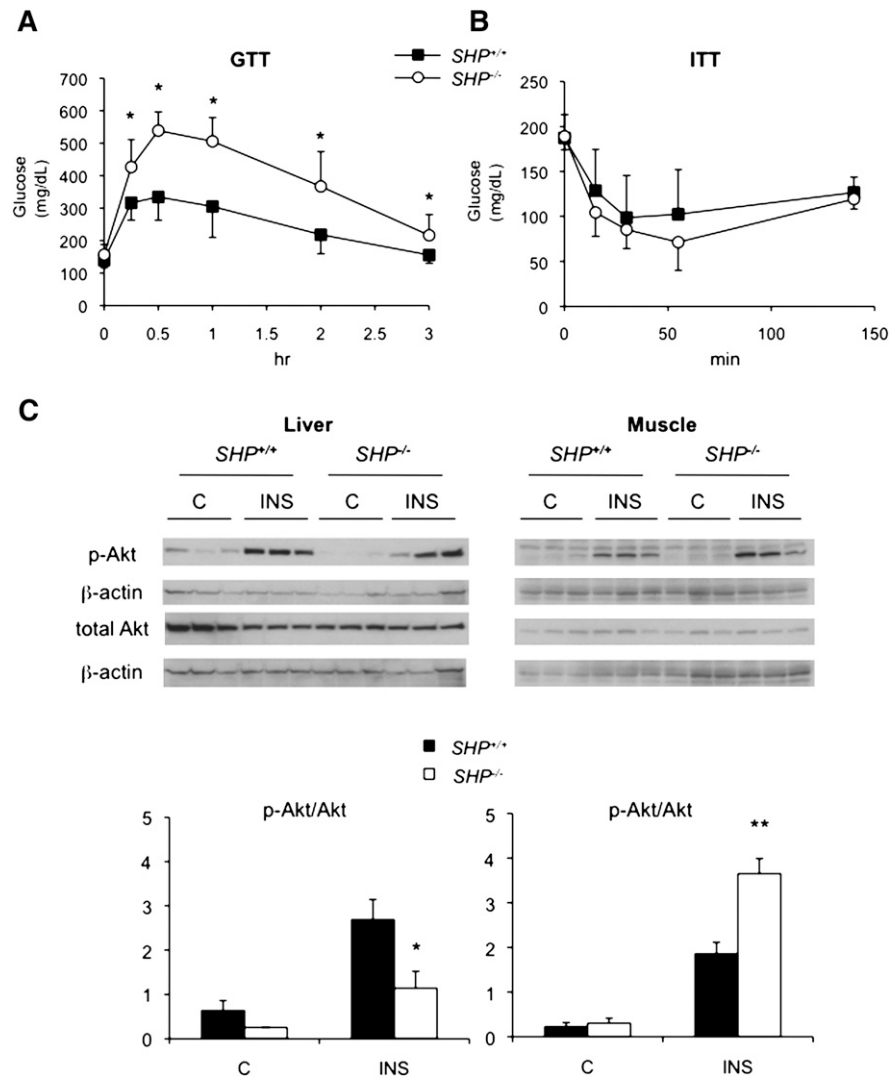 A
B
GTT
ITT
SHP+/+
SHP-/-
700
600
500
400
300
200
100
0
Glucose
(mg/dL)
* * * * *
0 0.5 1 1.5 2 2.5 3
hr
250
200
150
100
50
0
Glucose
(mg/dL)
0 50 100 150
min
C
Liver
Muscle
SHP+/+ SHP-/-
SHP+/+ SHP-/-
C INS C INS
C INS C INS
p-Akt
β-actin
total Akt
β-actin
SHP+/+
SHP-/-
p-Akt/Akt
5
4
3
2
1
0
*
C INS
p-Akt/Akt
5
4
3
2
1
0
**
C INS